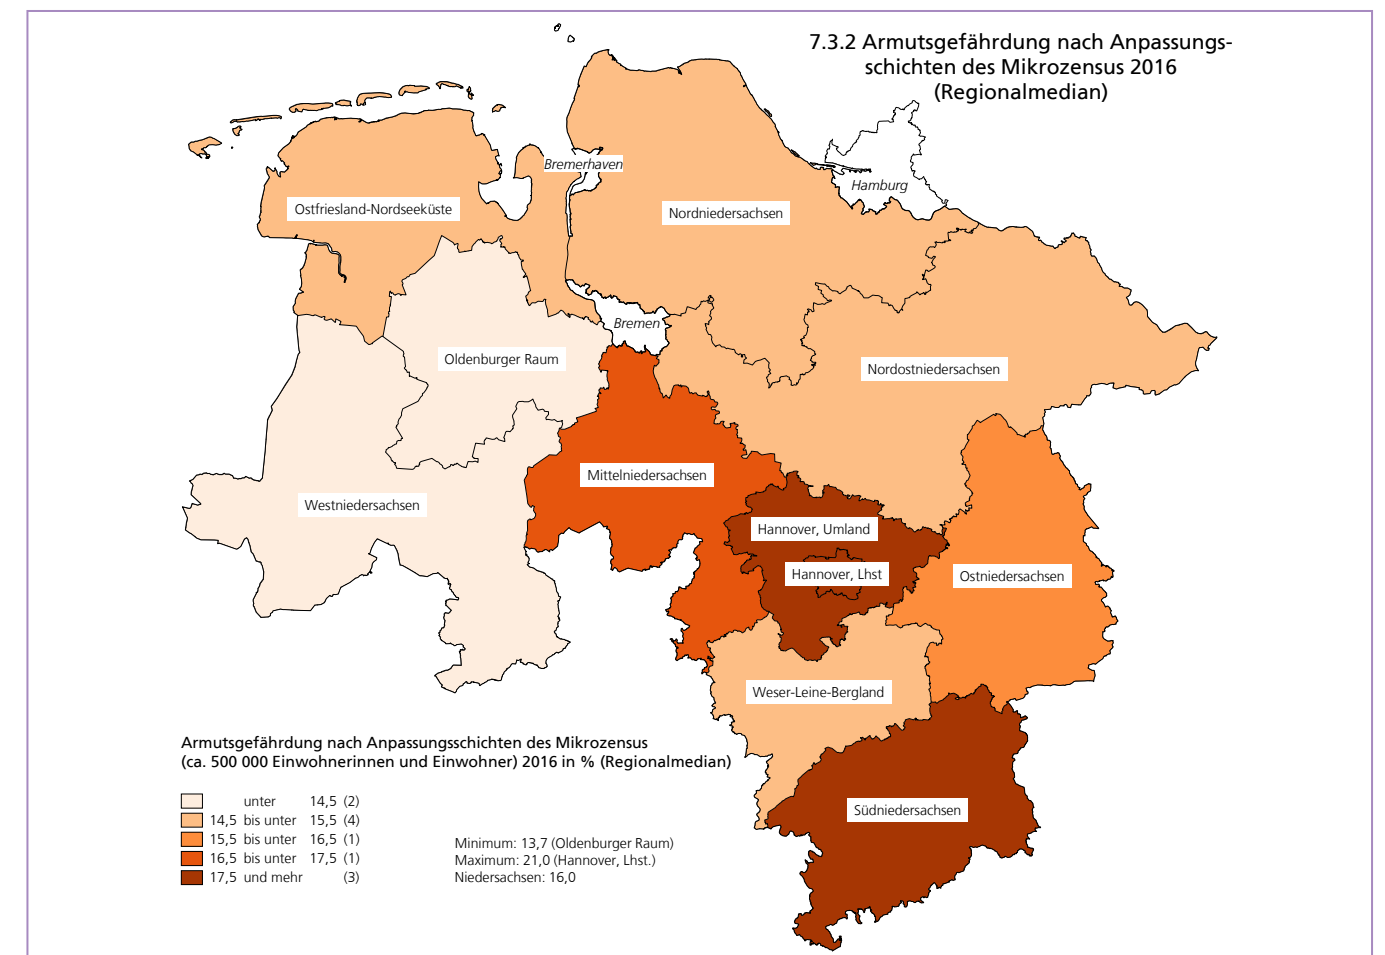 7.3.2 Armutsgefährdung nach Anpassungs-
schichten des Mikrozensus 2016
(Regionalmedian)
Bremerhaven
Hamburg
Ostfriesland-Nordseeküste
Nordniedersachsen
Bremen
Oldenburger Raum
Nordostniedersachsen
Mittelniedersachsen
Westniedersachsen
Hannover, Umland
Hannover, Lhst
Ostniedersachsen
Weser-Leine-Bergland
Südniedersachsen
Armutsgefährdung nach Anpassungsschichten des Mikrozensus
(ca. 500 000 Einwohnerinnen und Einwohner) 2016 in % (Regionalmedian)
unter 14,5 (2)
14,5 bis unter 15,5 (4)
15,5 bis unter 16,5 (1)
16,5 bis unter 17,5 (1)
17,5 und mehr (3)
Minimum: 13,7 (Oldenburger Raum)
Maximum: 21,0 (Hannover, Lhst.)
Niedersachsen: 16,0